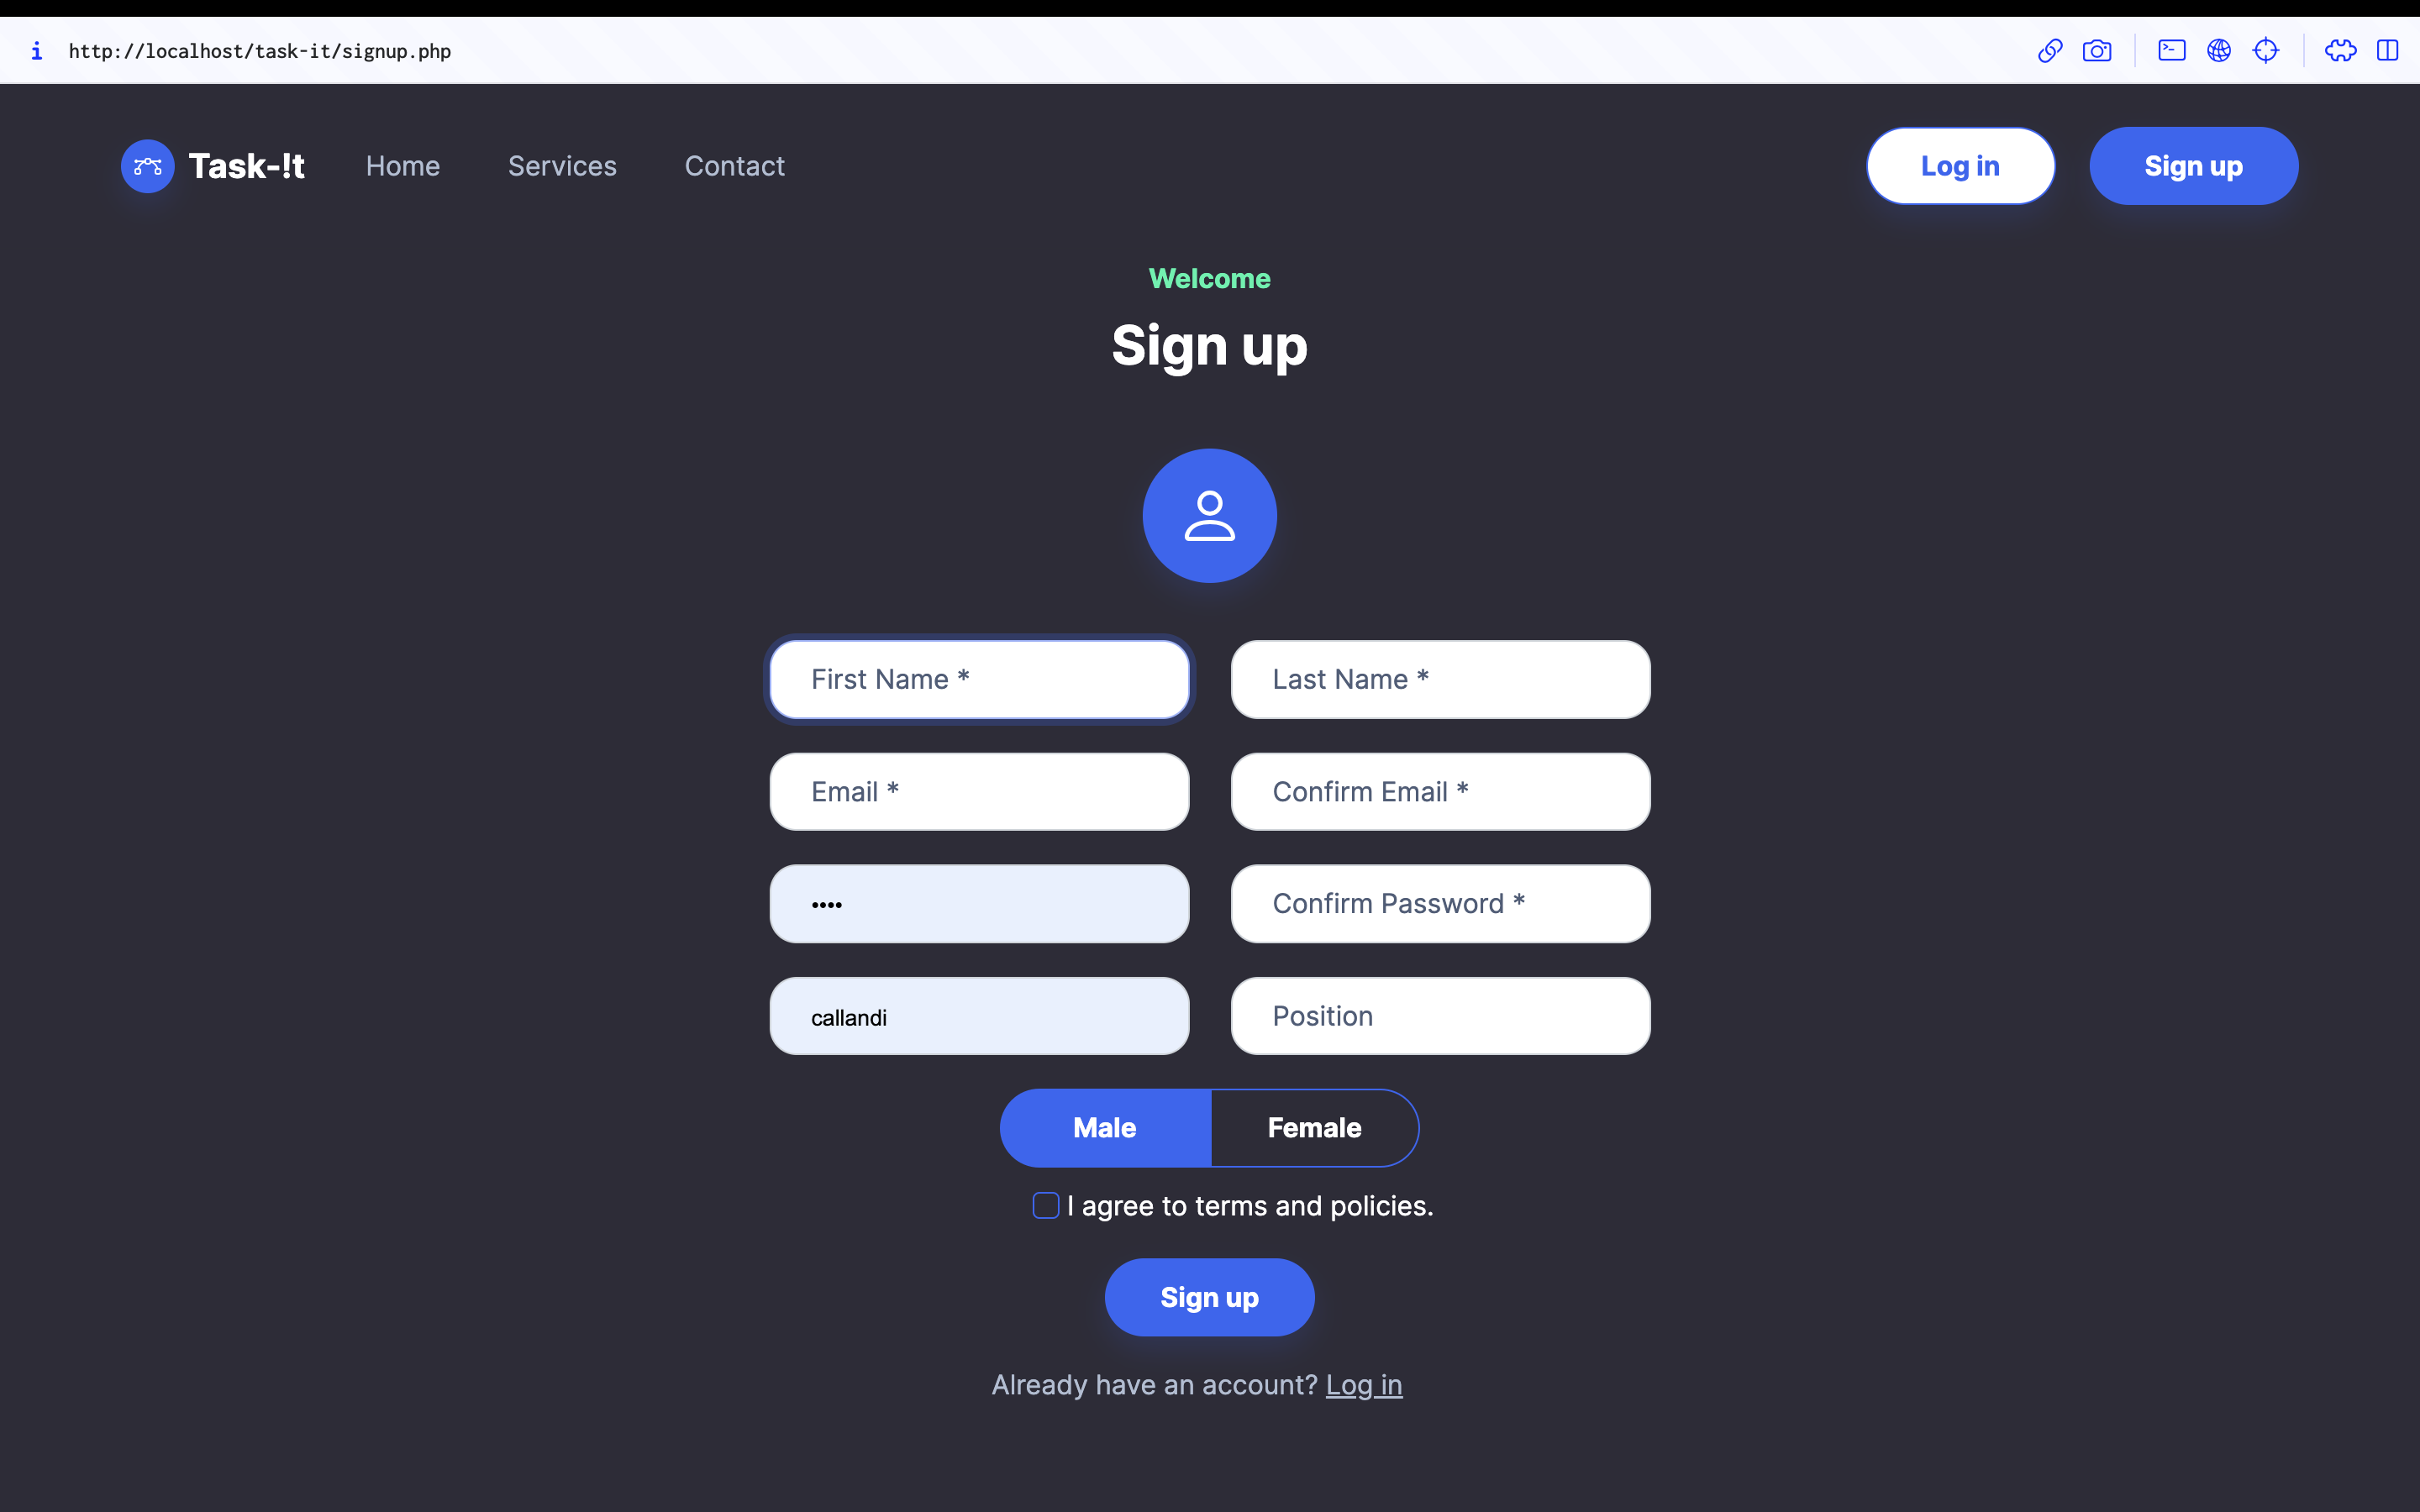 http://localhost/task-it/signup.php
Task-!t Home Services Contact Log in Sign up
Welcome
Sign up
First Name * Last Name *
Email * Confirm Email *
•••• Confirm Password *
callandi Position
Male Female
I agree to terms and policies.
Sign up
Already have an account? Log in